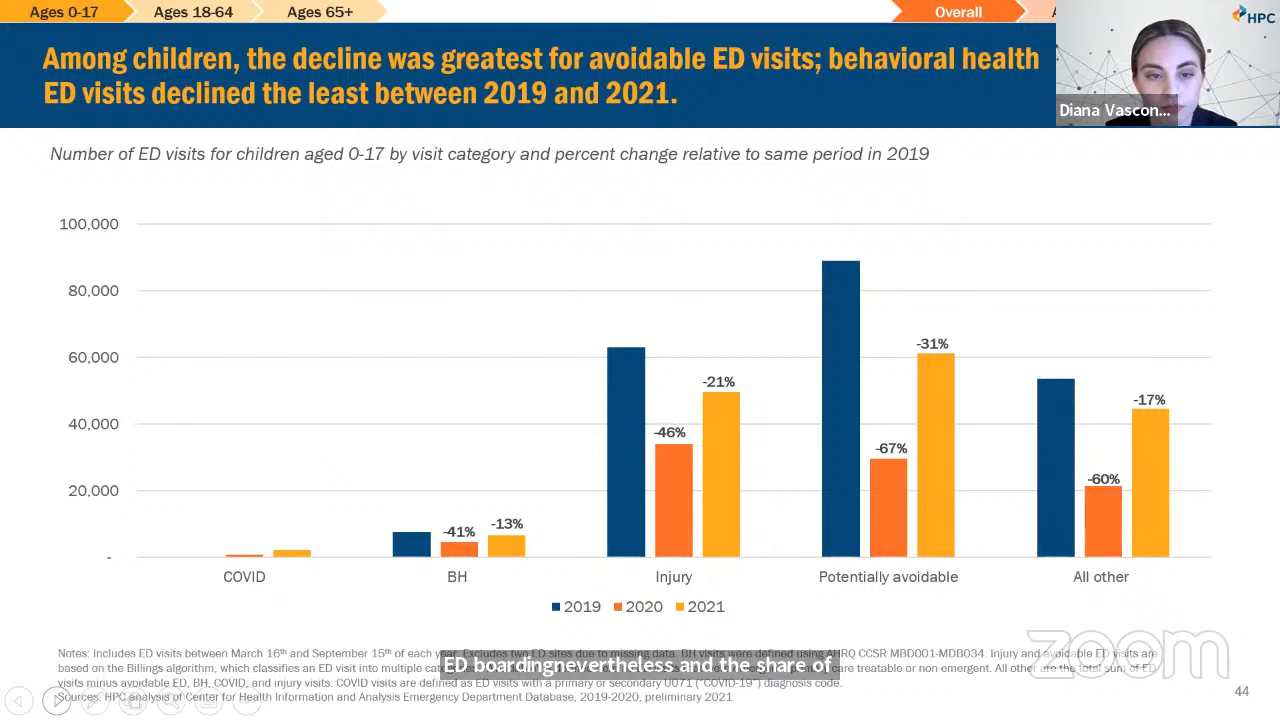 Ages 0-17 Ages 18-64 Ages 65+ Overall
HPC
Among children, the decline was greatest for avoidable ED visits; behavioral health
ED visits declined the least between 2019 and 2021.
Diana Vascon...
Number of ED visits for children aged 0-17 by visit category and percent change relative to same period in 2019
100,000
80,000
60,000
40,000
20,000
-
-41%
-13%
-46%
-21%
-67%
-31%
-60%
-17%
COVID BH Injury Potentially avoidable All other
2019 2020 2021
zoom
Notes: Includes ED visits between March 16th and September 15th of each year. Excludes two ED sites due to missing data. BH visits were defined using AHRQ CCSR MBD001-MBD034. Injury and avoidable ED visits are
based on the Billings algorithm, which classifies an ED visit into multiple care treatable or non-emergent. All other are the total sum of ED
ED boardingnevertheless and the share of
visits minus avoidable ED, BH, COVID, and injury visits. COVID visits are defined as ED visits with a primary or secondary U071 ("COVID-19") diagnosis code.
Sources: HPC analysis of Center for Health Information and Analysis Emergency Department Database, 2019-2020, preliminary 2021
44